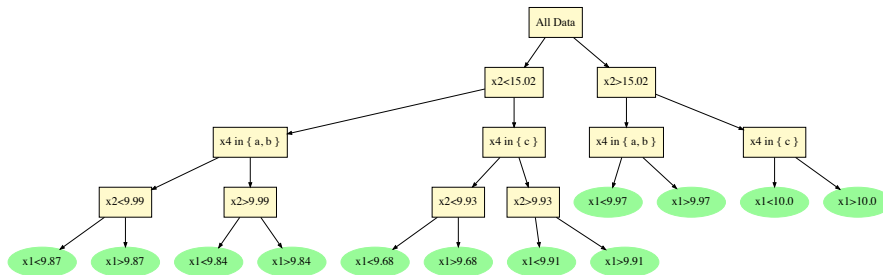 All Data
x2<15.02
x2>15.02
x4 in { a, b }
x4 in { c }
x4 in { a, b }
x4 in { c }
x2<9.99
x2>9.99
x2<9.93
x2>9.93
x1<9.97
x1>9.97
x1<10.0
x1>10.0
x1<9.87
x1>9.87
x1<9.84
x1>9.84
x1<9.68
x1>9.68
x1<9.91
x1>9.91